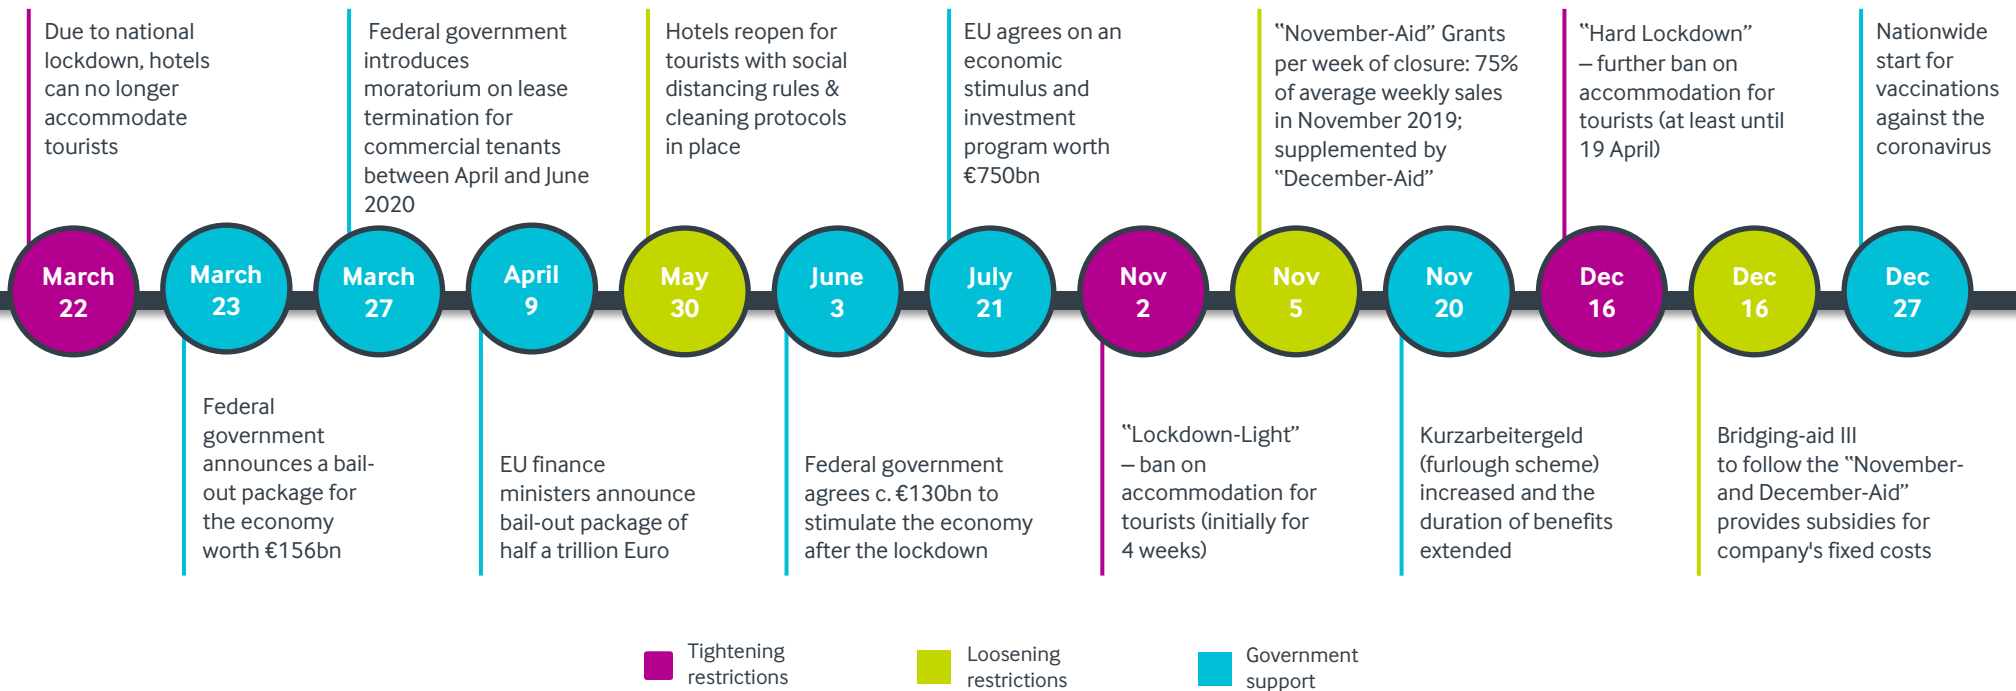 Due to national
lockdown, hotels
can no longer
accommodate
tourists
Federal government
introduces
moratorium on lease
termination for
commercial tenants
between April and June
2020
Hotels reopen for
tourists with social
distancing rules &
cleaning protocols
in place
EU agrees on an
economic
stimulus and
investment
program worth
€750bn
“November-Aid” Grants
per week of closure: 75%
of average weekly sales
in November 2019;
supplemented by
“December-Aid”
“Hard Lockdown”
– further ban on
accommodation for
tourists (at least until
19 April)
Nationwide
start for
vaccinations
against the
coronavirus
March
22
March
23
March
27
April
9
May
30
June
3
July
21
Nov
2
Nov
5
Nov
20
Dec
16
Dec
16
Dec
27
Federal
government
announces a bail-
out package for
the economy
worth €156bn
EU finance
ministers announce
bail-out package of
half a trillion Euro
Federal government
agrees c. €130bn to
stimulate the economy
after the lockdown
“Lockdown-Light”
– ban on
accommodation for
tourists (initially for
4 weeks)
Kurzarbeitergeld
(furlough scheme)
increased and the
duration of benefits
extended
Bridging-aid III
to follow the “November-
and December-Aid”
provides subsidies for
company's fixed costs
Tightening
restrictions
Loosening
restrictions
Government
support